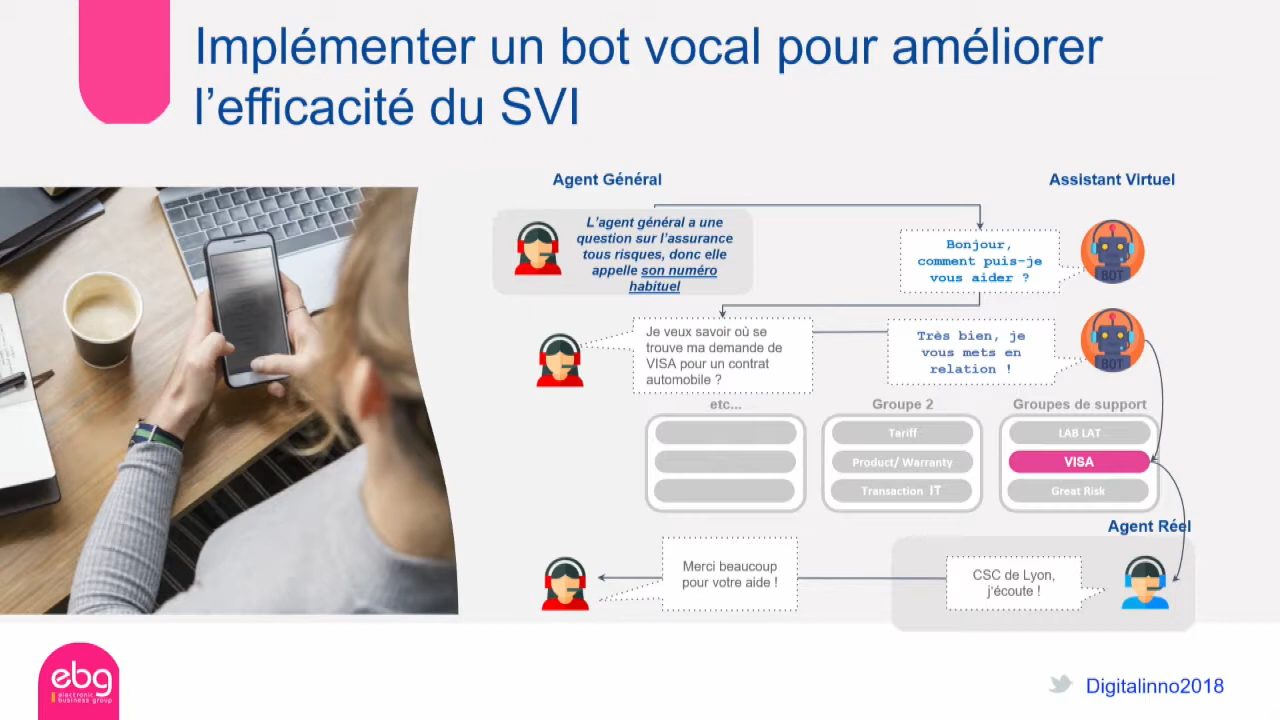 Implémenter un bot vocal pour améliorer
l’efficacité du SVI
Agent Général
Assistant Virtuel
L’agent général a une
question sur l’assurance
tous risques, donc elle
appelle son numéro
habituel
Bonjour,
comment puis-je
vous aider ?
BOT
Je veux savoir où se
trouve ma demande de
VISA pour un contrat
automobile ?
Très bien, je
vous mets en
relation !
BOT
etc...
Groupe 2
Groupes de support
Tariff
Product/ Warranty
Transaction IT
LAB LAT
VISA
Great Risk
Agent Réel
Merci beaucoup
pour votre aide !
CSC de Lyon,
j’écoute !
ebg
electronic
business group
Digitalinno2018